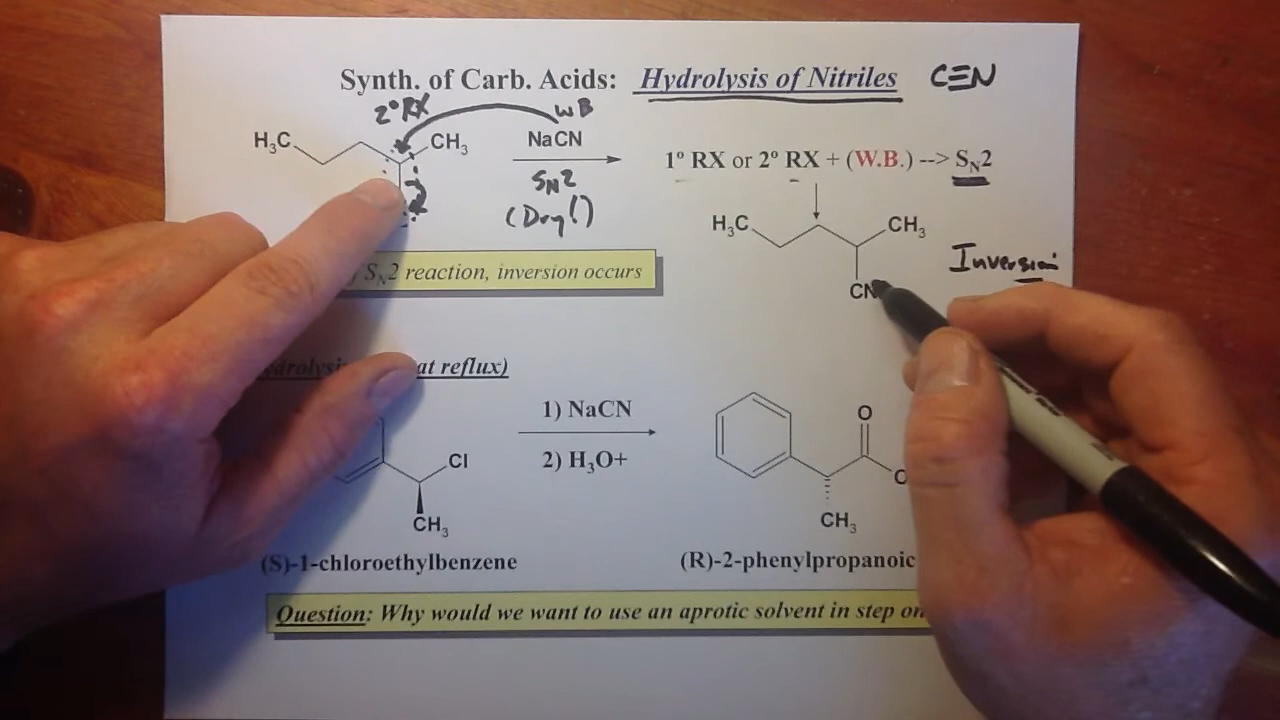 Synth. of Carb. Acids: Hydrolysis of Nitriles C≡N
2° RX WB
H₃C CH₃ NaCN
1° RX or 2° RX + (W.B.) --> SN2
SN2
(Dry!)
H₃C CH₃
Inversion
SN2 reaction, inversion occurs
CN
at reflux)
1) NaCN
O
Cl 2) H₃O+
CH₃ CH₃
(S)-1-chloroethylbenzene (R)-2-phenylpropanoic
Question: Why would we want to use an aprotic solvent in step